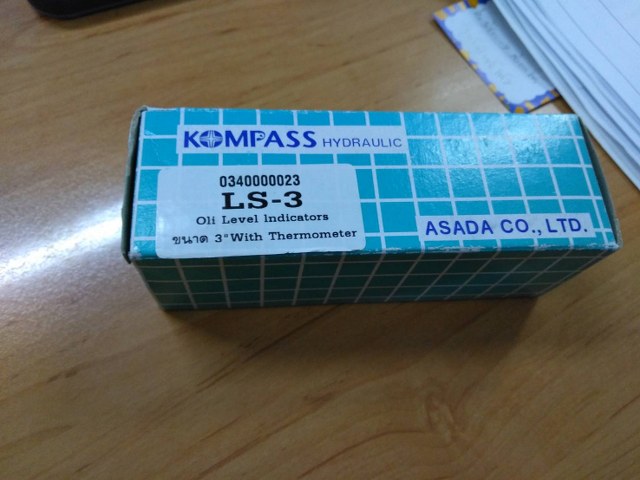 KOMPASS HYDRAULIC
0340000023
LS-3
Oli Level Indicators
ขนาด 3" With Thermometer
ASADA CO., LTD.